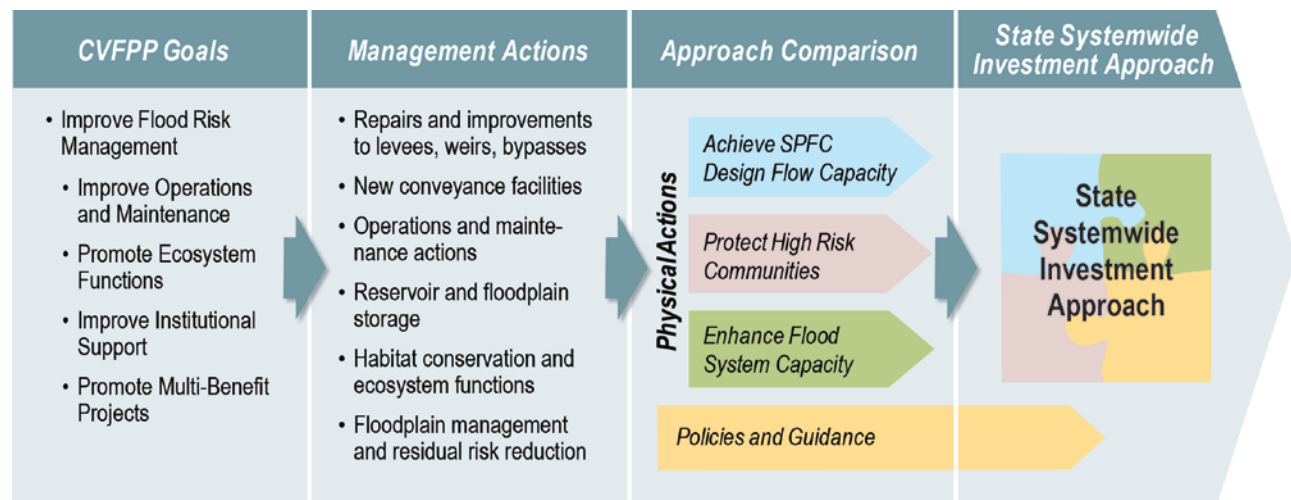 CVFPP Goals
• Improve Flood Risk
Management
• Improve Operations
and Maintenance
• Promote Ecosystem
Functions
• Improve Institutional
Support
• Promote Multi-Benefit
Projects
Management Actions
• Repairs and improvements
to levees, weirs, bypasses
• New conveyance facilities
• Operations and mainte-
nance actions
• Reservoir and floodplain
storage
• Habitat conservation and
ecosystem functions
• Floodplain management
and residual risk reduction
Approach Comparison
Physical Actions
Achieve SPFC
Design Flow Capacity
Protect High Risk
Communities
Enhance Flood
System Capacity
Policies and Guidance
State Systemwide
Investment Approach
State
Systemwide
Investment
Approach